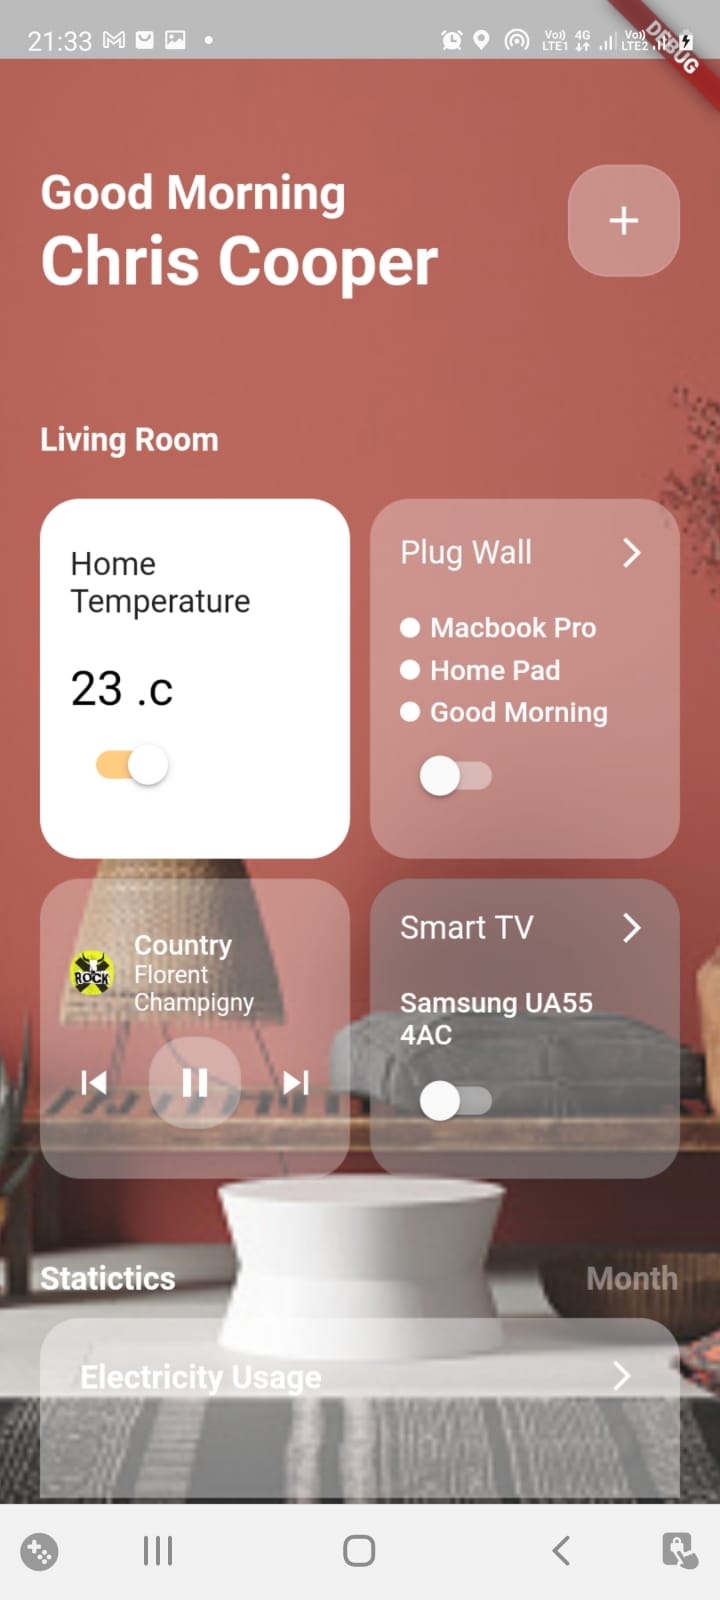 21:33
Vo)) 4G Vo))
LTE1 LTE2
DEBUG
Good Morning
Chris Cooper
+
Living Room
Home
Temperature
23 .c
Plug Wall
Macbook Pro
Home Pad
Good Morning
ROCK
Country
Florent
Champigny
Smart TV
Samsung UA55
4AC
Statictics
Month
Electricity Usage